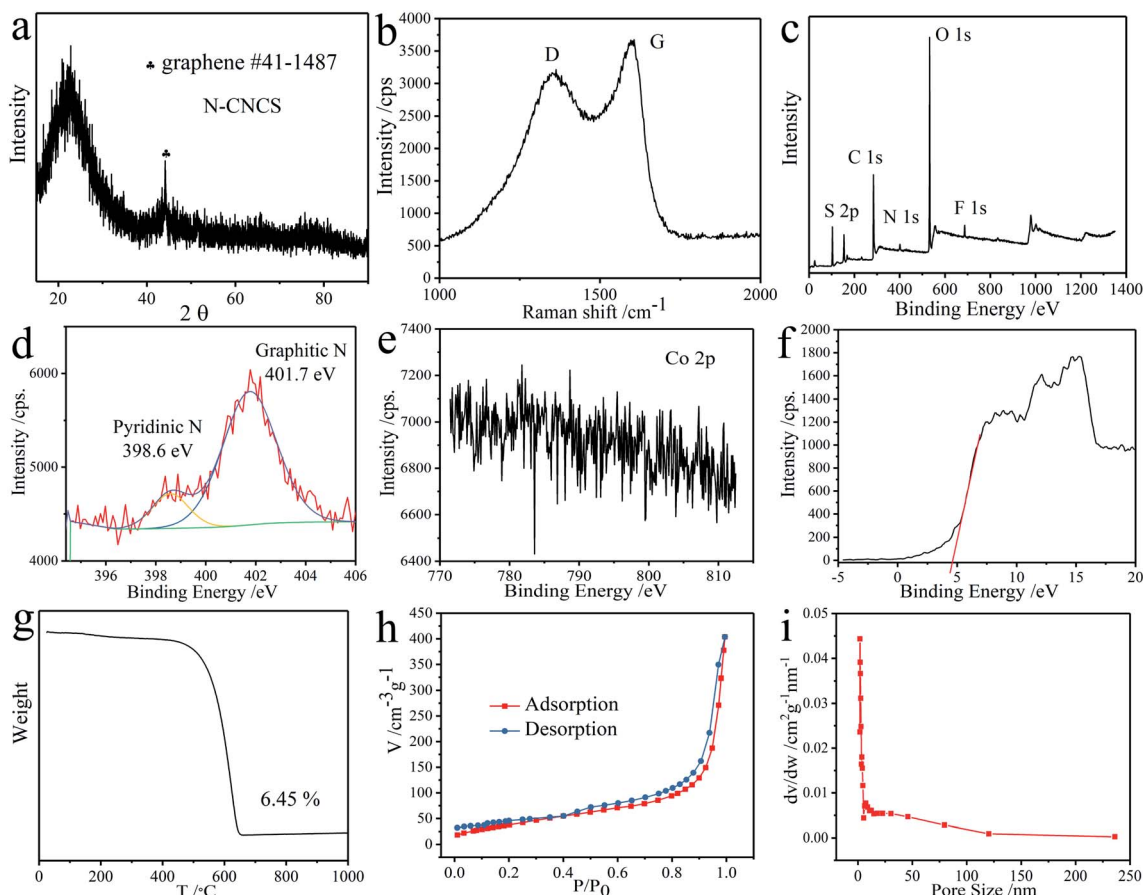 a
♣ graphene #41-1487
N-CNCS
Intensity
20 40 60 80
2 θ
b
D
G
Intensity /cps
4000
3500
3000
2500
2000
1500
1000
500
0
1000 1500 2000
Raman shift /cm-1
c
O 1s
C 1s
S 2p
N 1s
F 1s
Intensity
0 200 400 600 800 1000 1200 1400
Binding Energy /eV
d
Graphitic N
401.7 eV
Pyridinic N
398.6 eV
Intensity /cps.
6000
5000
4000
396 398 400 402 404 406
Binding Energy /eV
e
Co 2p
Intensity /cps.
7400
7200
7000
6800
6600
6400
770 780 790 800 810
Binding Energy /eV
f
Intensity /cps.
2000
1800
1600
1400
1200
1000
800
600
400
200
0
-5 0 5 10 15 20
Binding Energy /eV
g
Weight
6.45 %
0 200 400 600 800 1000
T /°C
h
Adsorption
Desorption
V /cm-3g-1
450
400
350
300
250
200
150
100
50
0
0.0 0.2 0.4 0.6 0.8 1.0
P/P0
i
dv/dw /cm2g-1nm-1
0.05
0.04
0.03
0.02
0.01
0.00
0 50 100 150 200 250
Pore Size /nm